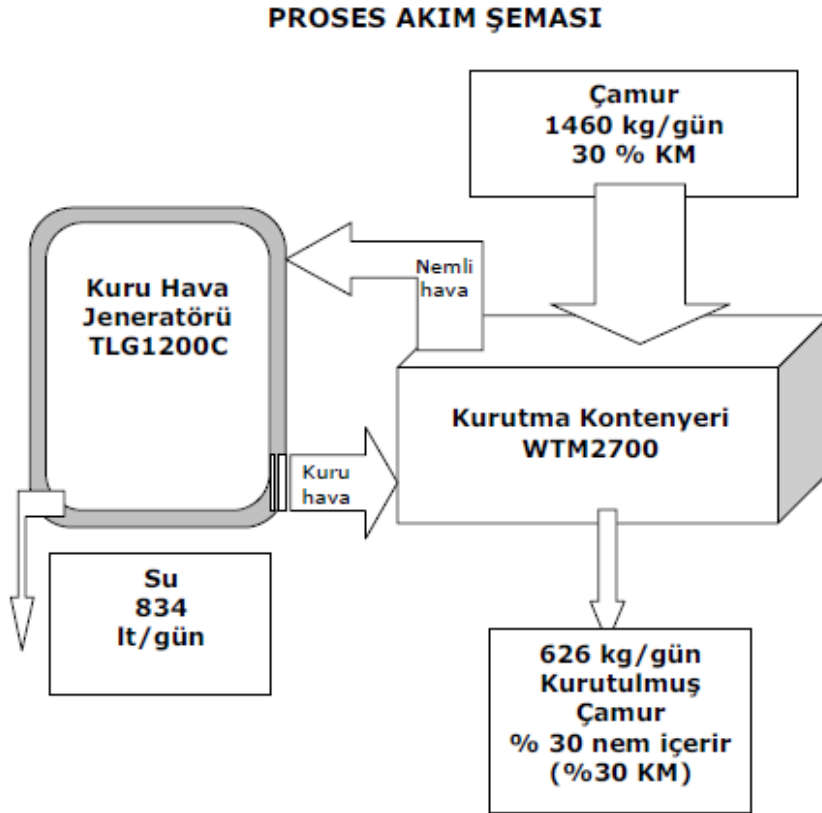 PROSES AKIM ŞEMASI
Çamur
1460 kg/gün
30 % KM
Nemli
hava
Kuru Hava
Jeneratörü
TLG1200C
Kurutma Kontenyeri
WTM2700
Kuru
hava
Su
834
lt/gün
626 kg/gün
Kurutulmuş
Çamur
% 30 nem içerir
(%30 KM)